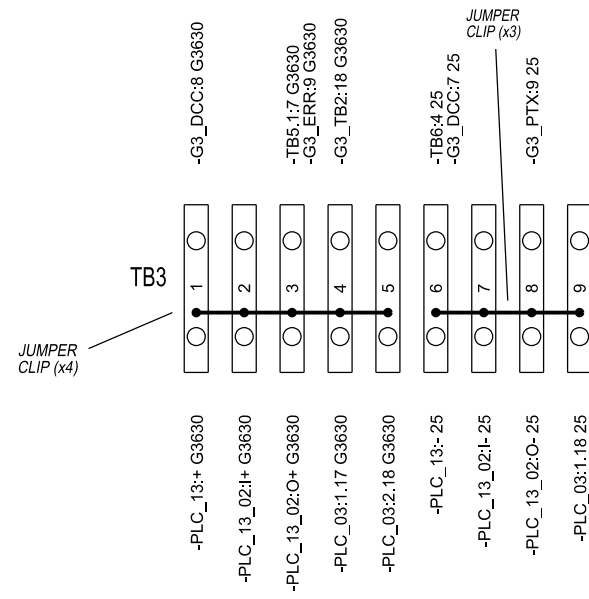 JUMPER
CLIP (x3)
-G3_DCC:8 G3630
-TB5.1:7 G3630
-G3_ERR:9 G3630
-G3_TB2:18 G3630
-TB6:4 25
-G3_DCC:7 25
-G3_PTX:9 25
TB3
1
2
3
4
5
6
7
8
9
JUMPER
CLIP (x4)
-PLC_13:+ G3630
-PLC_13_02:I+ G3630
-PLC_13_02:O+ G3630
-PLC_03:1.17 G3630
-PLC_03:2.18 G3630
-PLC_13:- 25
-PLC_13_02:I- 25
-PLC_13_02:O- 25
-PLC_03:1.18 25